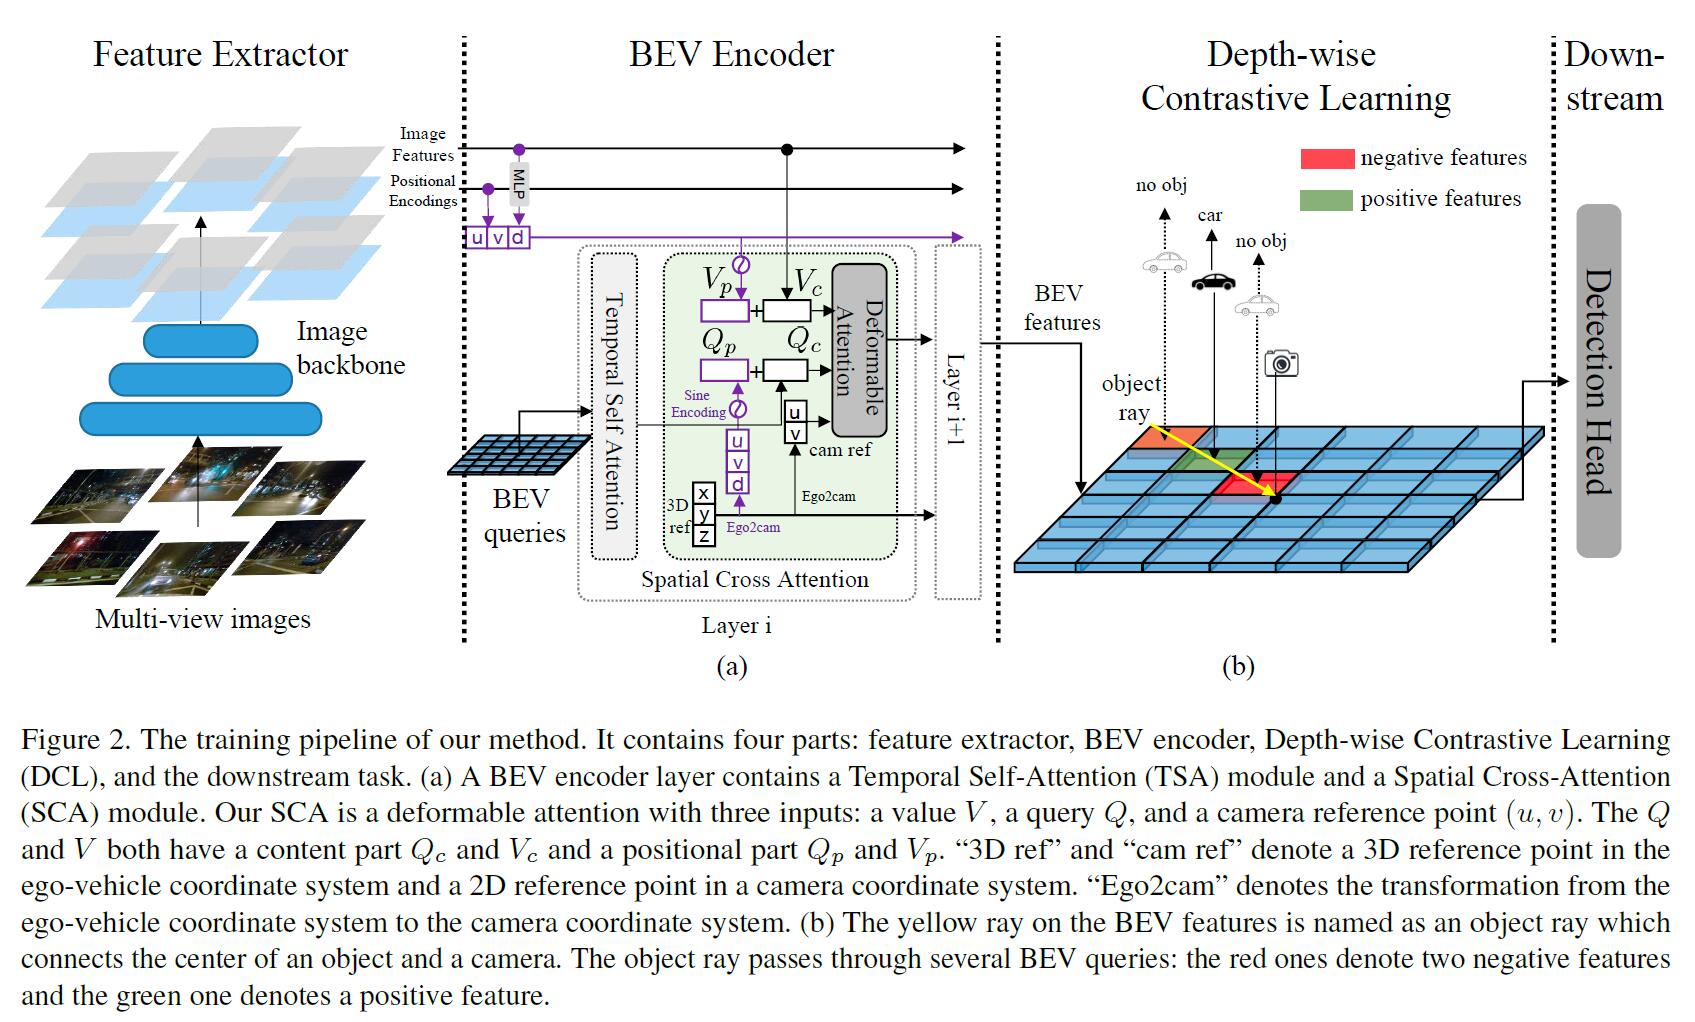 Feature Extractor
BEV Encoder
Depth-wise
Contrastive Learning
Down-
stream
Image
Features
Positional
Encodings
MLP
u v d
Image
backbone
Multi-view images
BEV
queries
Temporal Self Attention
V_p
+
V_c
Q_p
+
Q_c
Sine
Encoding
u
v
d
u
v
cam ref
3D
ref
x
y
z
Ego2cam
Ego2cam
Deformable
Attention
Spatial Cross Attention
Layer i
Layer i+1
(a)
BEV
features
negative features
positive features
no obj
car
no obj
object
ray
(b)
Detection Head
Figure 2. The training pipeline of our method. It contains four parts: feature extractor, BEV encoder, Depth-wise Contrastive Learning
(DCL), and the downstream task. (a) A BEV encoder layer contains a Temporal Self-Attention (TSA) module and a Spatial Cross-Attention
(SCA) module. Our SCA is a deformable attention with three inputs: a value V, a query Q, and a camera reference point (u, v). The Q
and V both have a content part Q_c and V_c and a positional part Q_p and V_p. “3D ref” and “cam ref” denote a 3D reference point in the
ego-vehicle coordinate system and a 2D reference point in a camera coordinate system. “Ego2cam” denotes the transformation from the
ego-vehicle coordinate system to the camera coordinate system. (b) The yellow ray on the BEV features is named as an object ray which
connects the center of an object and a camera. The object ray passes through several BEV queries: the red ones denote two negative features
and the green one denotes a positive feature.